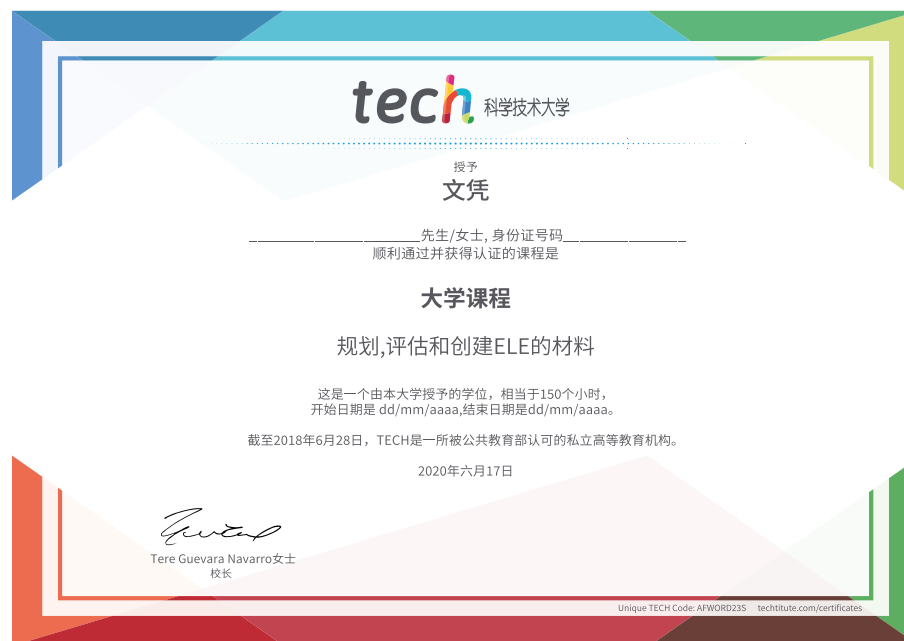 tech 科学技术大学
授予
文凭
______________________先生/女士, 身份证号码________________
顺利通过并获得认证的课程是
大学课程
规划,评估和创建ELE的材料
这是一个由本大学授予的学位，相当于150个小时，
开始日期是 dd/mm/aaaa,结束日期是dd/mm/aaaa。
截至2018年6月28日，TECH是一所被公共教育部认可的私立高等教育机构。
2020年六月17日
Tere Guevara Navarro女士
校长
Unique TECH Code: AFWORD23S techtitute.com/certificates